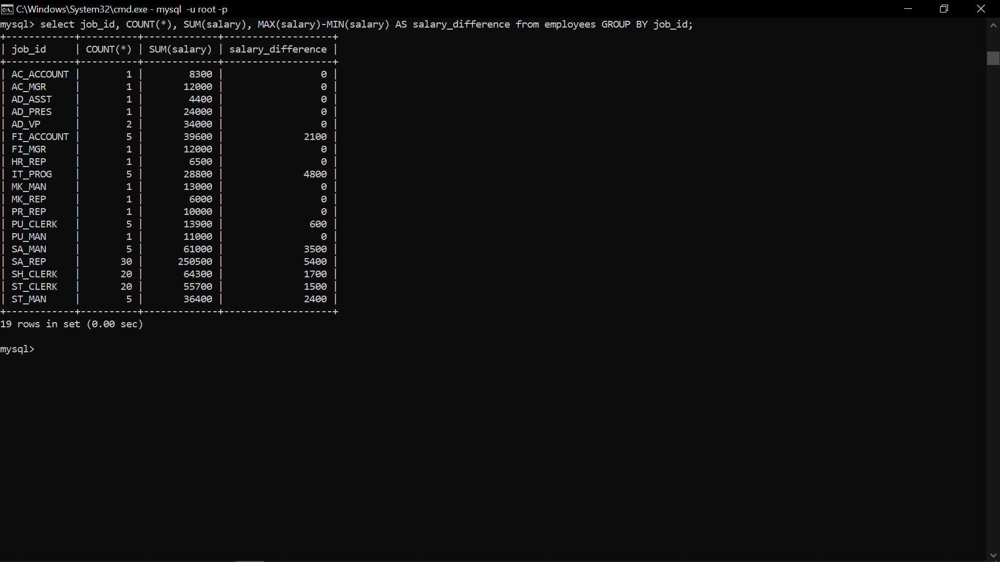 C:\Windows\System32\cmd.exe - mysql  -u root -p
mysql> select job_id, COUNT(*), SUM(salary), MAX(salary)-MIN(salary) AS salary_difference from employees GROUP BY job_id;
+------------+----------+-------------+-------------------+
| job_id     | COUNT(*) | SUM(salary) | salary_difference |
+------------+----------+-------------+-------------------+
| AC_ACCOUNT |        1 |        8300 |                 0 |
| AC_MGR     |        1 |       12000 |                 0 |
| AD_ASST    |        1 |        4400 |                 0 |
| AD_PRES    |        1 |       24000 |                 0 |
| AD_VP      |        2 |       34000 |                 0 |
| FI_ACCOUNT |        5 |       39600 |              2100 |
| FI_MGR     |        1 |       12000 |                 0 |
| HR_REP     |        1 |        6500 |                 0 |
| IT_PROG    |        5 |       28800 |              4800 |
| MK_MAN     |        1 |       13000 |                 0 |
| MK_REP     |        1 |        6000 |                 0 |
| PR_REP     |        1 |       10000 |                 0 |
| PU_CLERK   |        5 |       13900 |               600 |
| PU_MAN     |        1 |       11000 |                 0 |
| SA_MAN     |        5 |       61000 |              3500 |
| SA_REP     |       30 |      250500 |              5400 |
| SH_CLERK   |       20 |       64300 |              1700 |
| ST_CLERK   |       20 |       55700 |              1500 |
| ST_MAN     |        5 |       36400 |              2400 |
+------------+----------+-------------+-------------------+
19 rows in set (0.00 sec)
mysql>